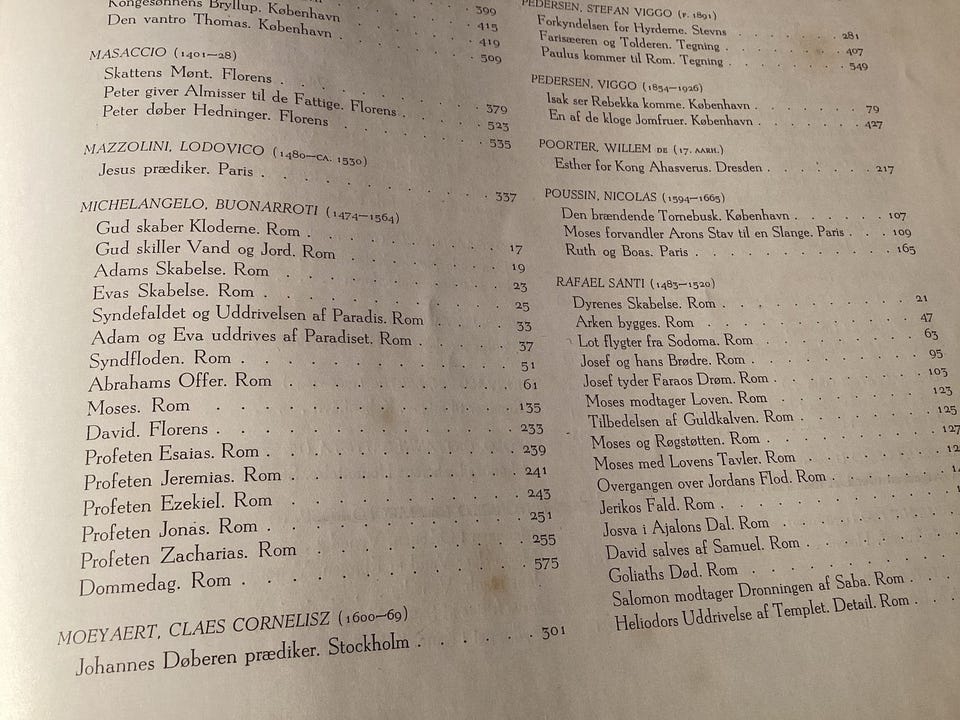 399
415
Kongesønnens Bryllup. København 419
Den vantro Thomas. København . . . . 509
MASACCIO (1401—28)
Skattens Mønt. Florens . . . . . . . 379
Peter giver Almisser til de Fattige. Florens . . . . 523
Peter døber Hedninger. Florens . . . . . . 535
MAZZOLINI, LODOVICO (1480—CA. 1530)
Jesus prædiker. Paris . . . . . . . . . 337
MICHELANGELO, BUONARROTI (1474—1564)
Gud skaber Kloderne. Rom . . . . . . . 17
Gud skiller Vand og Jord. Rom . . . . . . 19
Adams Skabelse. Rom . . . . . . . . 23
Evas Skabelse. Rom . . . . . . . . . 25
Syndefaldet og Uddrivelsen af Paradis. Rom . . . 33
Adam og Eva uddrives af Paradiset. Rom . . . . 37
Syndfloden. Rom . . . . . . . . . . 51
Abrahams Offer. Rom . . . . . . . . 61
Moses. Rom . . . . . . . . . . . 135
David. Florens . . . . . . . . . . 233
Profeten Esaias. Rom . . . . . . . . . 239
Profeten Jeremias. Rom . . . . . . . . 241
Profeten Ezekiel. Rom . . . . . . . . 243
Profeten Jonas. Rom . . . . . . . . . 251
Profeten Zacharias. Rom . . . . . . . . 255
Dommedag. Rom . . . . . . . . . . 575
MOEYAERT, CLAES CORNELISZ (1600—69)
Johannes Døberen prædiker. Stockholm . . . . . 301
PEDERSEN, STEFAN VIGGO (F. 1891)
Forkyndelsen for Hyrderne. Stevns . . . . . . 281
Farisæeren og Tolderen. Tegning . . . . . . 407
Paulus kommer til Rom. Tegning . . . . . . 549
PEDERSEN, VIGGO (1854—1926)
Isak ser Rebekka komme. København . . . . . 79
En af de kloge Jomfruer. København . . . . . 427
POORTER, WILLEM DE (17. AARH.)
Esther for Kong Ahasverus. Dresden . . . . . 217
POUSSIN, NICOLAS (1594—1665)
Den brændende Tornebusk. København . . . . . 107
Moses forvandler Arons Stav til en Slange. Paris . . . 109
Ruth og Boas. Paris . . . . . . . . . . 165
RAFAEL SANTI (1483—1520)
Dyrenes Skabelse. Rom . . . . . . . . . 21
Arken bygges. Rom . . . . . . . . . . 47
Lot flygter fra Sodoma. Rom . . . . . . . 63
Josef og hans Brødre. Rom . . . . . . . . 95
Josef tyder Faraos Drøm. Rom . . . . . . . 103
Moses modtager Loven. Rom . . . . . . . 123
Tilbedelsen af Guldkalven. Rom . . . . . . 125
Moses og Røgstøtten. Rom . . . . . . . . 127
Moses med Lovens Tavler. Rom . . . . . .
Overgangen over Jordans Flod. Rom . . . . .
Jerikos Fald. Rom . . . . . . . . .
Josva i Ajalons Dal. Rom . . . . . . .
David salves af Samuel. Rom . . . . . .
Goliaths Død. Rom . . . . . . . .
Salomon modtager Dronningen af Saba. Rom . .
Heliodors Uddrivelse af Templet. Detail. Rom . .